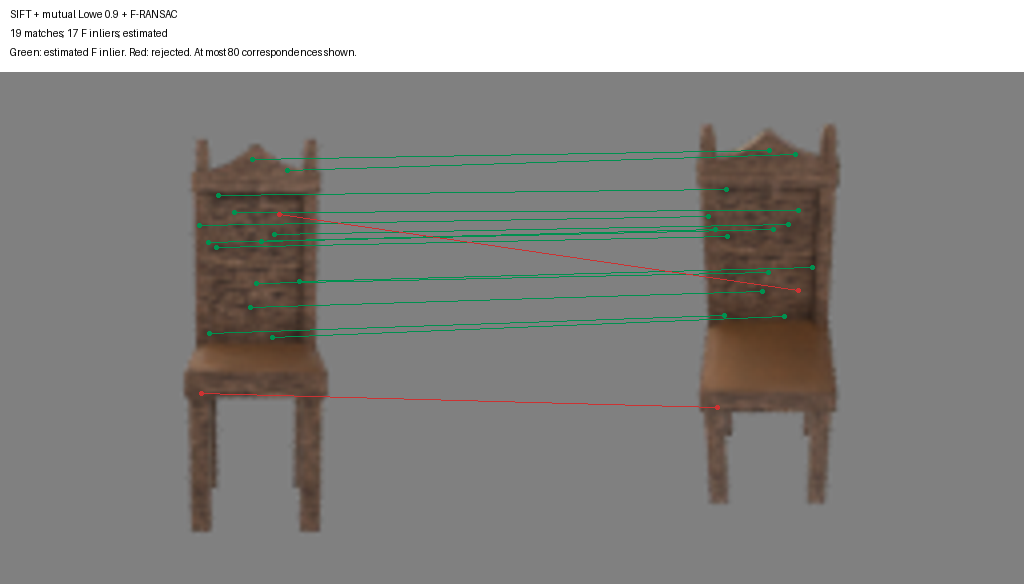 SIFT + mutual Lowe 0.9 + F-RANSAC
19 matches; 17 F inliers; estimated
Green: estimated F inlier. Red: rejected. At most 80 correspondences shown.